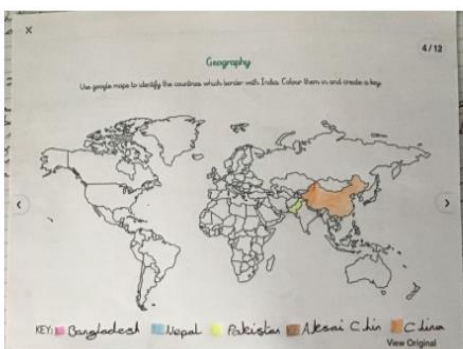 ×
4/12
Geography
Use google maps to identify the countries which border with India. Colour them in and create a key.
‹
›
KEY: Bangladesh Nepal Pakistan Aksai Chin China
View Original